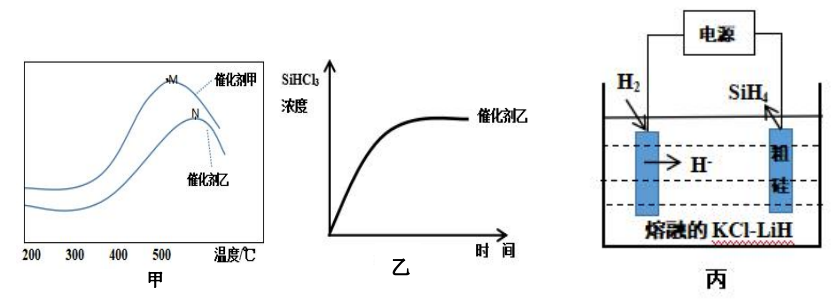 M
催化剂甲
N
催化剂乙
200 300 400 500 温度/℃
甲
SiHCl₃
浓度
催化剂乙
时 间
乙
电源
H₂
SiH₄
粗
硅
H⁻
熔融的 KCl-LiH
丙